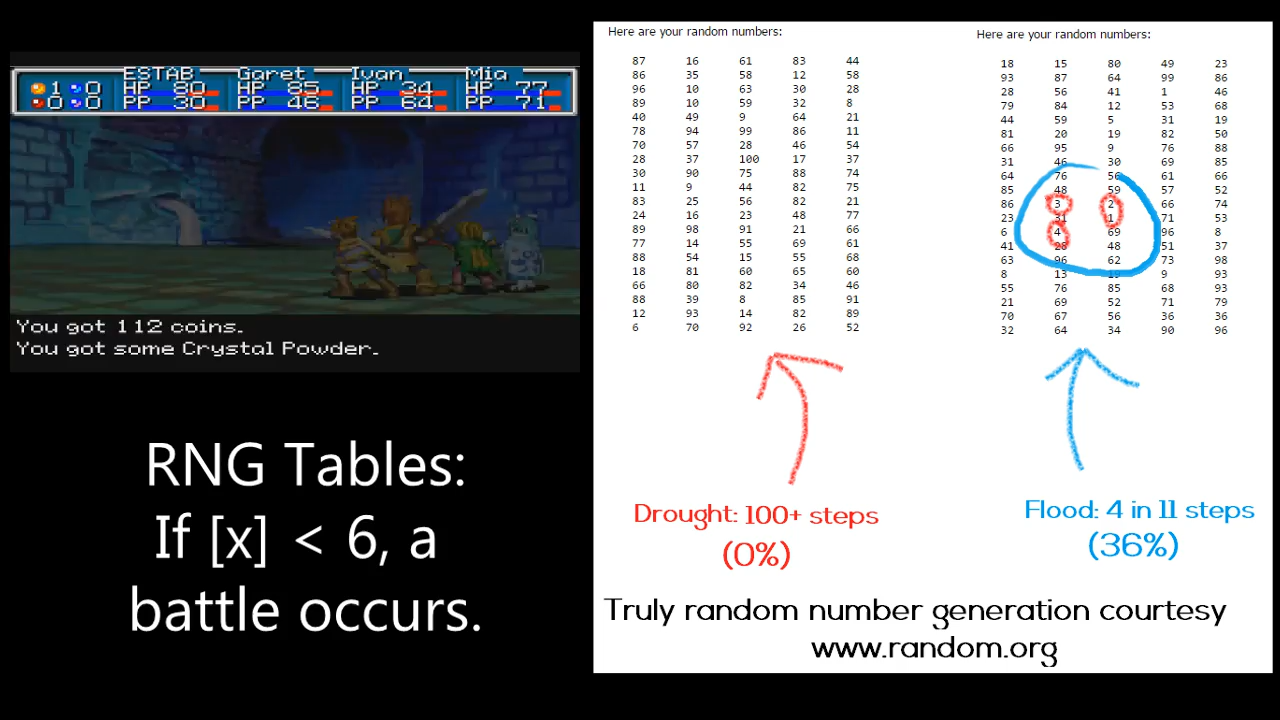 ESTAB Garet Ivan Mia
1 0 HP 80 HP 85 HP 34 HP 77
0 0 PP 30 PP 46 PP 64 PP 71
You got 112 coins.
You got some Crystal Powder.
RNG Tables:
If [x] < 6, a
battle occurs.
Here are your random numbers:
87 16 61 83 44
86 35 58 12 58
96 10 63 30 28
89 10 59 32 8
40 49 9 64 21
78 94 99 86 11
70 57 28 46 54
28 37 100 17 37
30 90 75 88 74
11 9 44 82 75
83 25 56 82 21
24 16 23 48 77
89 98 91 21 66
77 14 55 69 61
88 54 15 55 68
18 81 60 65 60
66 80 82 34 46
88 39 8 85 91
12 93 14 82 89
6 70 92 26 52
Drought: 100+ steps
(0%)
Here are your random numbers:
18 15 80 49 23
93 87 64 99 86
28 56 41 1 46
79 84 12 53 68
44 59 5 31 19
81 20 19 82 50
66 95 9 76 88
31 46 30 69 85
64 76 56 61 66
85 48 59 57 52
86 3 2 66 74
23 31 1 71 53
6 4 69 96 8
41 28 48 51 37
63 96 62 73 98
8 13 19 9 93
55 76 85 68 93
21 69 52 71 79
70 67 56 36 36
32 64 34 90 96
Flood: 4 in 11 steps
(36%)
Truly random number generation courtesy
www.random.org